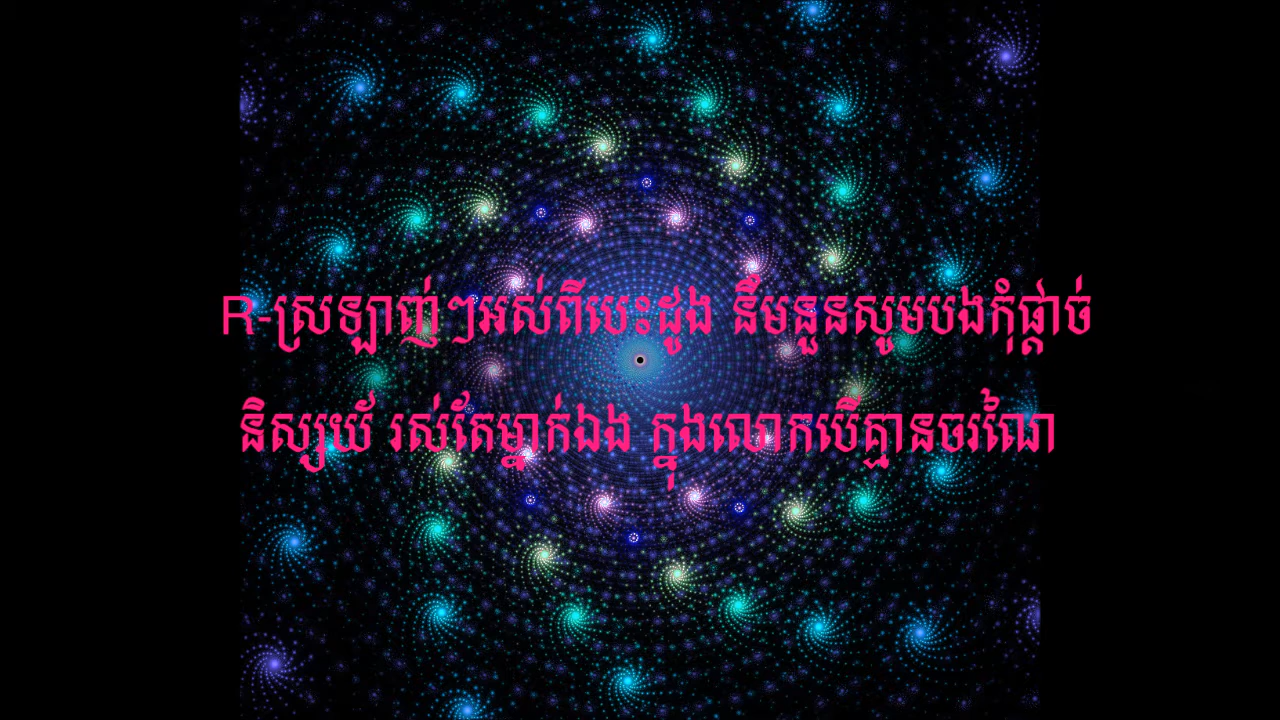 R-ស្រឡាញ់ៗអស់ពីបេះដូង នឹមនួនសូមបងកុំផ្តាច់
និស្ស័យ រស់តែម្នាក់ឯង ក្នុងលោកបើគ្មានចរណៃ